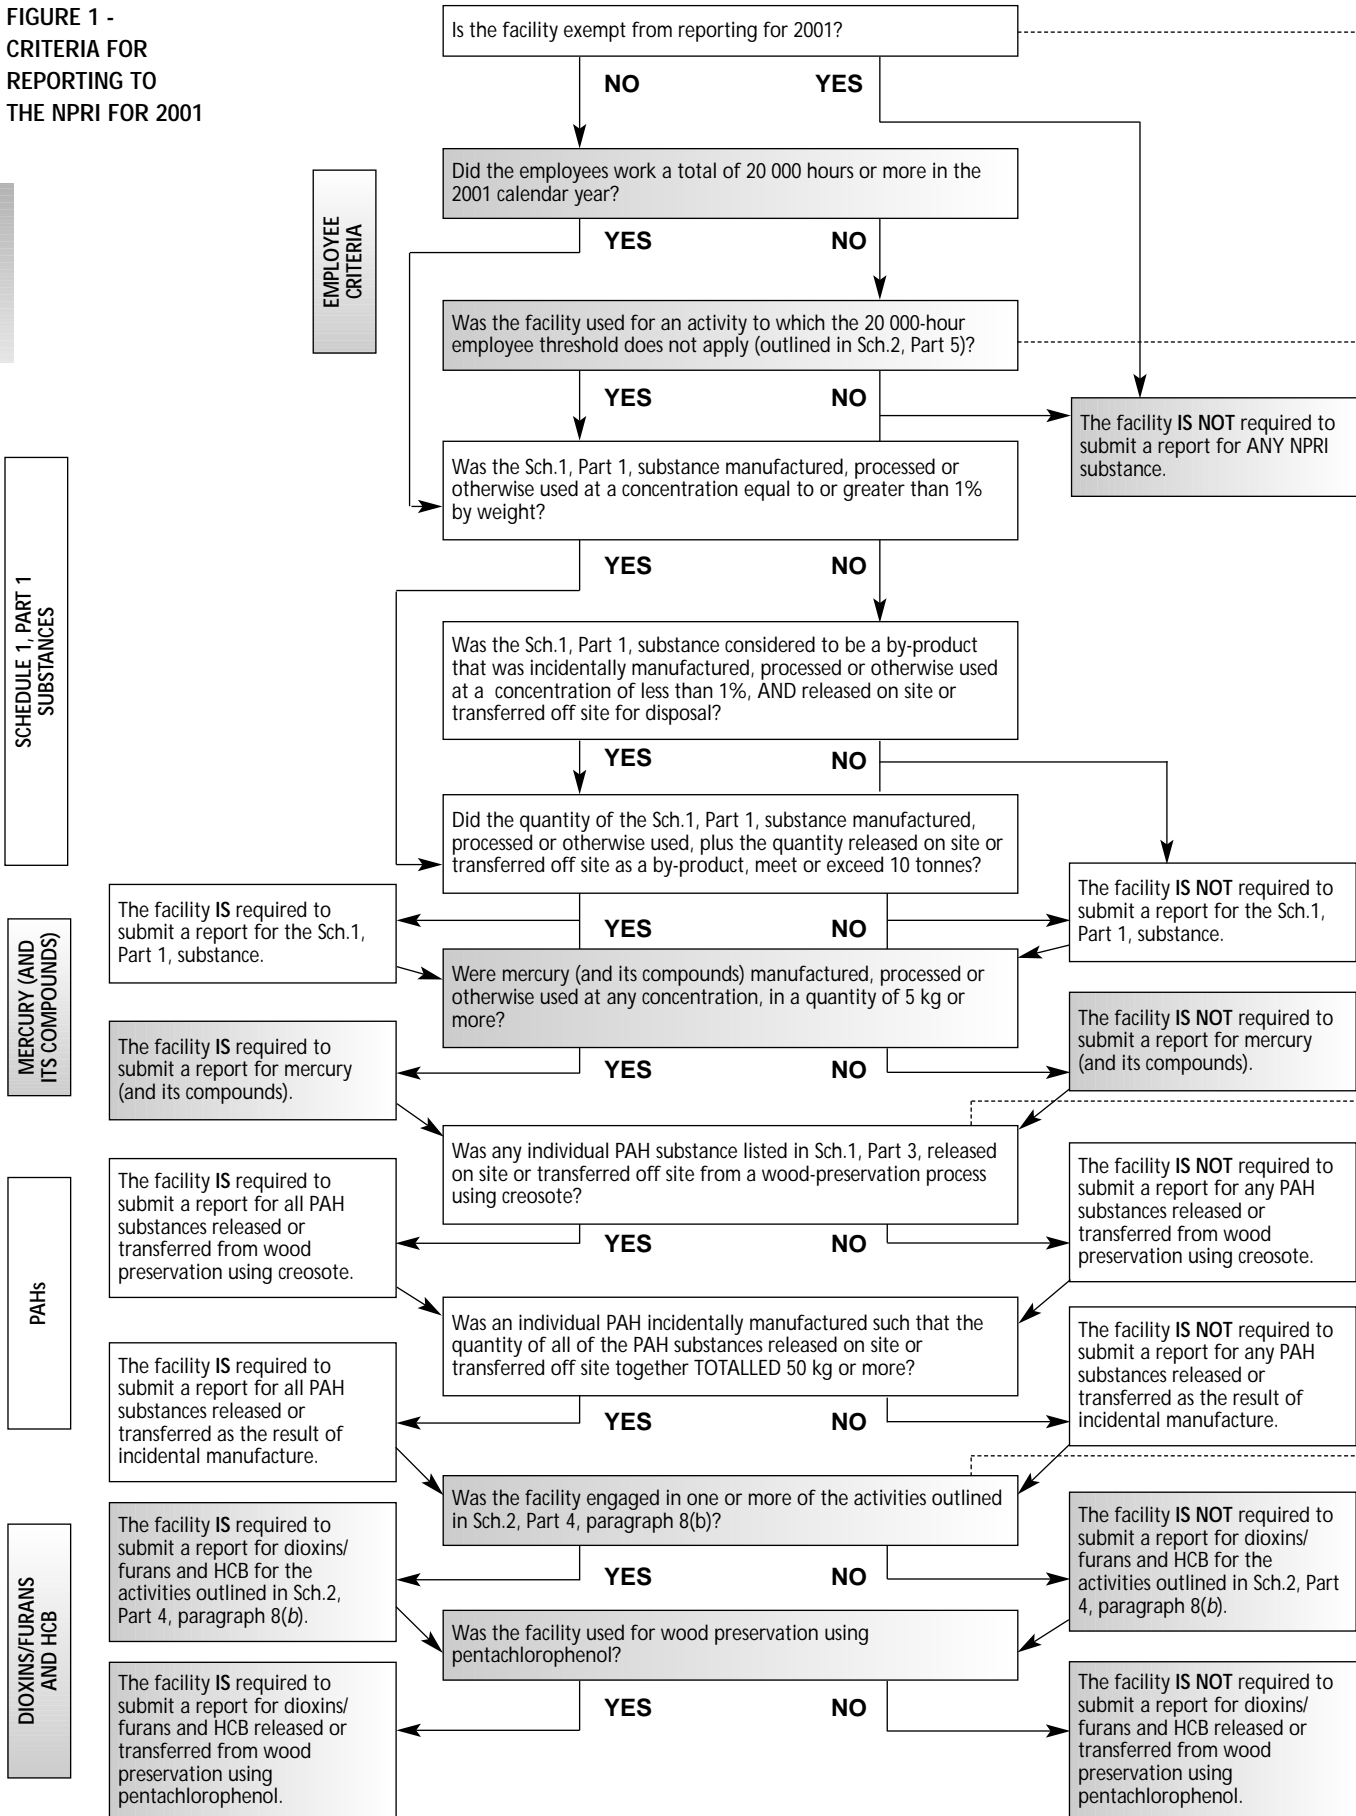 FIGURE 1 -
CRITERIA FOR
REPORTING TO
THE NPRI FOR 2001
Is the facility exempt from reporting for 2001?
NO
YES
EMPLOYEE
CRITERIA
Did the employees work a total of 20 000 hours or more in the
2001 calendar year?
YES
NO
Was the facility used for an activity to which the 20 000-hour
employee threshold does not apply (outlined in Sch.2, Part 5)?
YES
NO
The facility IS NOT required to
submit a report for ANY NPRI
substance.
SCHEDULE 1, PART 1
SUBSTANCES
Was the Sch.1, Part 1, substance manufactured, processed or
otherwise used at a concentration equal to or greater than 1%
by weight?
YES
NO
Was the Sch.1, Part 1, substance considered to be a by-product
that was incidentally manufactured, processed or otherwise used
at a concentration of less than 1%, AND released on site or
transferred off site for disposal?
YES
NO
Did the quantity of the Sch.1, Part 1, substance manufactured,
processed or otherwise used, plus the quantity released on site or
transferred off site as a by-product, meet or exceed 10 tonnes?
The facility IS required to
submit a report for the Sch.1,
Part 1, substance.
YES
NO
The facility IS NOT required to
submit a report for the Sch.1,
Part 1, substance.
MERCURY (AND
ITS COMPOUNDS)
Were mercury (and its compounds) manufactured, processed or
otherwise used at any concentration, in a quantity of 5 kg or
more?
The facility IS required to
submit a report for mercury
(and its compounds).
YES
NO
The facility IS NOT required to
submit a report for mercury
(and its compounds).
PAHs
Was any individual PAH substance listed in Sch.1, Part 3, released
on site or transferred off site from a wood-preservation process
using creosote?
The facility IS required to
submit a report for all PAH
substances released or
transferred from wood
preservation using creosote.
YES
NO
The facility IS NOT required to
submit a report for any PAH
substances released or
transferred from wood
preservation using creosote.
Was an individual PAH incidentally manufactured such that the
quantity of all of the PAH substances released on site or
transferred off site together TOTALLED 50 kg or more?
The facility IS required to
submit a report for all PAH
substances released or
transferred as the result of
incidental manufacture.
YES
NO
The facility IS NOT required to
submit a report for any PAH
substances released or
transferred as the result of
incidental manufacture.
DIOXINS/FURANS
AND HCB
Was the facility engaged in one or more of the activities outlined
in Sch.2, Part 4, paragraph 8(b)?
The facility IS required to
submit a report for dioxins/
furans and HCB for the
activities outlined in Sch.2,
Part 4, paragraph 8(b).
YES
NO
The facility IS NOT required to
submit a report for dioxins/
furans and HCB for the
activities outlined in Sch.2, Part
4, paragraph 8(b).
Was the facility used for wood preservation using
pentachlorophenol?
The facility IS required to
submit a report for dioxins/
furans and HCB released or
transferred from wood
preservation using
pentachlorophenol.
YES
NO
The facility IS NOT required to
submit a report for dioxins/
furans and HCB released or
transferred from wood
preservation using
pentachlorophenol.